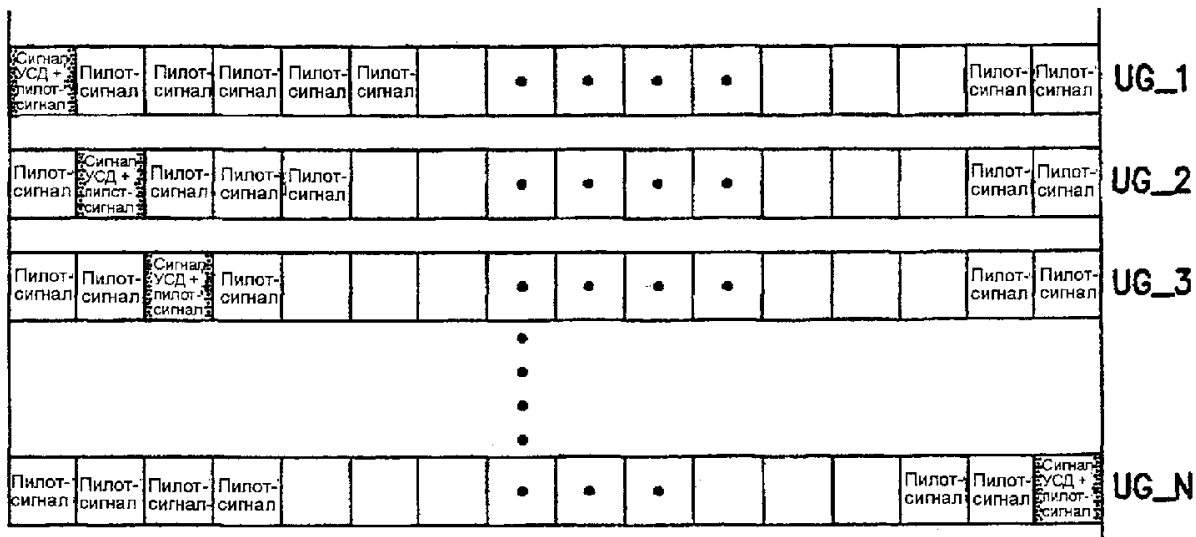 Сигнал УСД + пилот-сигнал Пилот-сигнал Пилот-сигнал Пилот-сигнал Пилот-сигнал Пилот-сигнал Пилот-сигнал Пилот-сигнал UG_1
Пилот-сигнал Сигнал УСД + пилот-сигнал Пилот-сигнал Пилот-сигнал Пилот-сигнал Пилот-сигнал Пилот-сигнал UG_2
Пилот-сигнал Пилот-сигнал Сигнал УСД + пилот-сигнал Пилот-сигнал Пилот-сигнал Пилот-сигнал UG_3
Пилот-сигнал Пилот-сигнал Пилот-сигнал Пилот-сигнал Пилот-сигнал Пилот-сигнал Сигнал УСД + пилот-сигнал UG_N